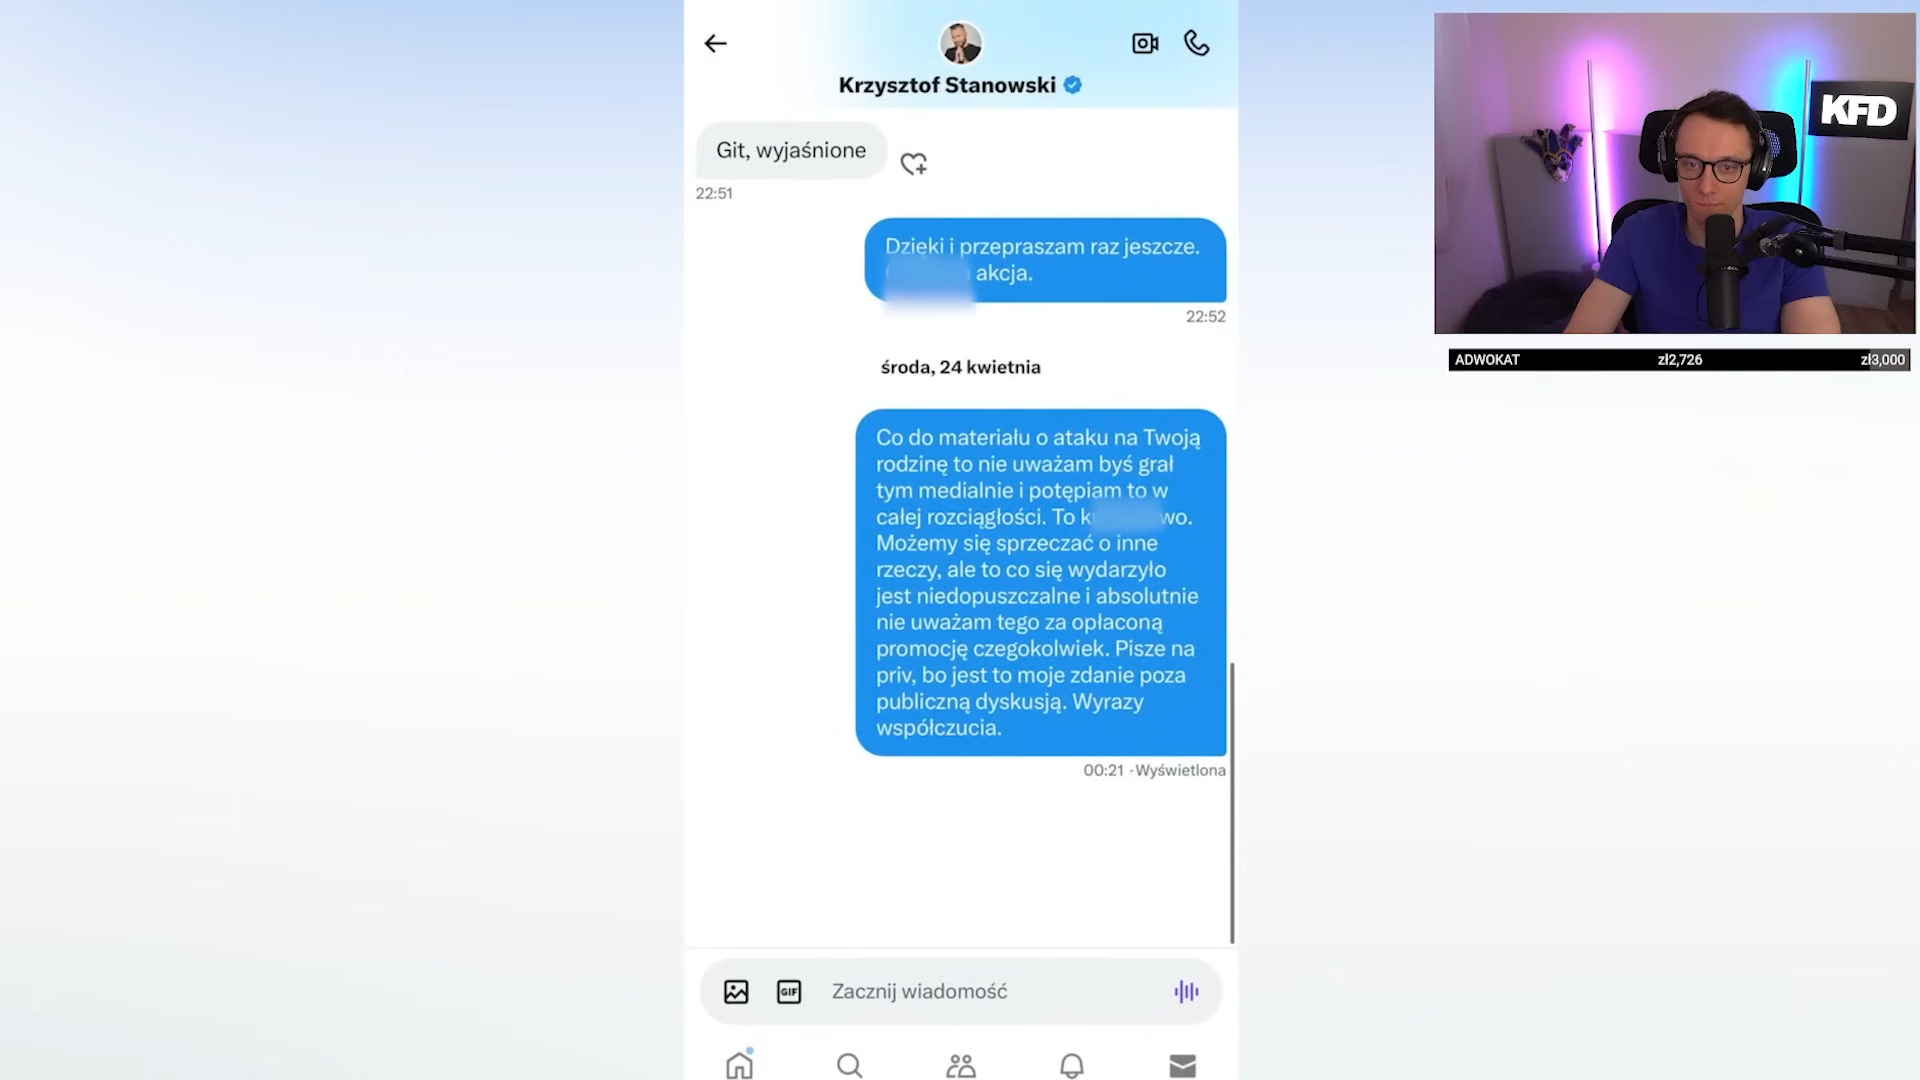 Krzysztof Stanowski
Git, wyjaśnione
22:51
Dzięki i przepraszam raz jeszcze.
akcja.
22:52
środa, 24 kwietnia
Co do materiału o ataku na Twoją
rodzinę to nie uważam byś grał
tym medialnie i potępiam to w
całej rozciągłości. To
Możemy się sprzeczać o inne
rzeczy, ale to co się wydarzyło
jest niedopuszczalne i absolutnie
nie uważam tego za opłaconą
promocję czegokolwiek. Pisze na
priv, bo jest to moje zdanie poza
publiczną dyskusją. Wyrazy
współczucia.
00:21 · Wyświetlona
GIF
Zacznij wiadomość
KFD
ADWOKAT zł2,726 zł3,000